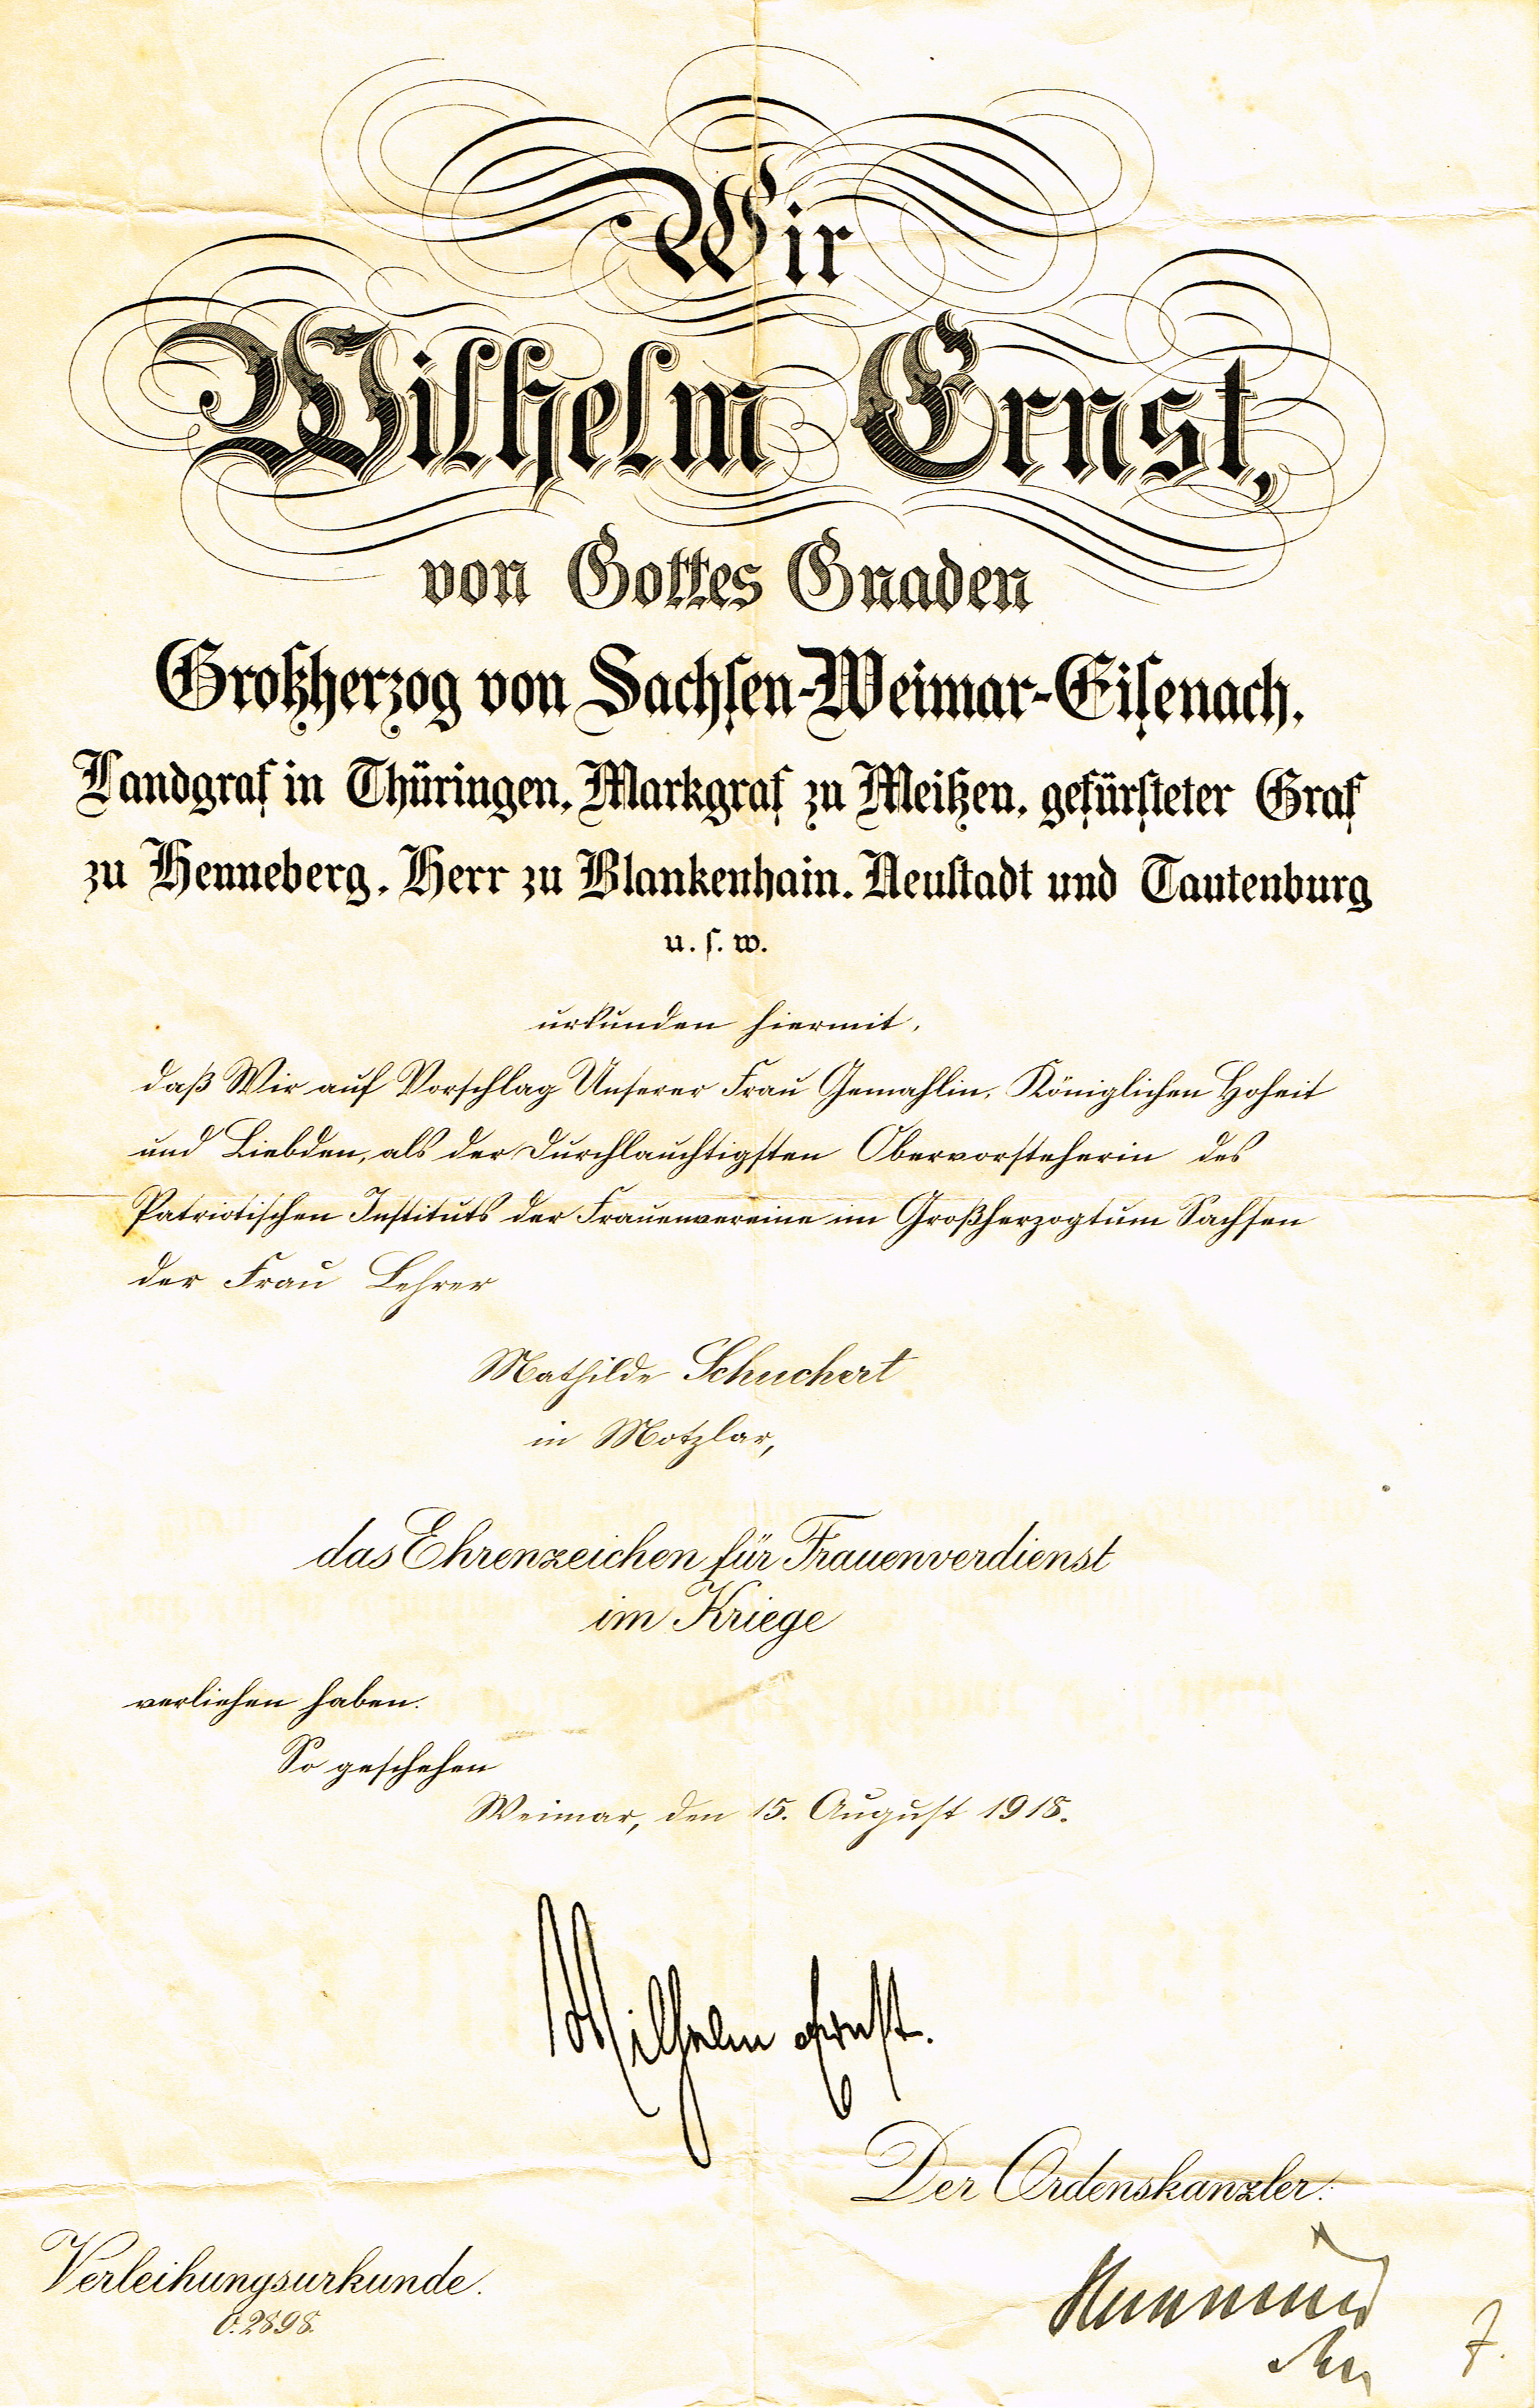 Wir
Wilhelm Ernst,
von Gottes Gnaden
Großherzog von Sachsen-Weimar-Eisenach,
Landgraf in Thüringen, Markgraf zu Meißen, gefürsteter Graf
zu Henneberg, Herr zu Blankenhain, Neustadt und Tautenburg
u. s. w.
urkunden hiermit,
daß Wir auf Vorschlag Unserer Frau Gemahlin, Königlichen Hoheit
und Liebden, als der Durchlauchtigsten Obervorsteherin des
Patriotischen Instituts der Frauenvereine im Großherzogtum Sachsen
der Frau Lehrer
Mathilde Schuchert
in Motzlar,
das Ehrenzeichen für Frauenverdienst
im Kriege
verliehen haben.
So geschehen
Weimar, den 15. August 1918.
Wilhelm Ernst.
Der Ordenskanzler:
Verleihungsurkunde.
O.2898.